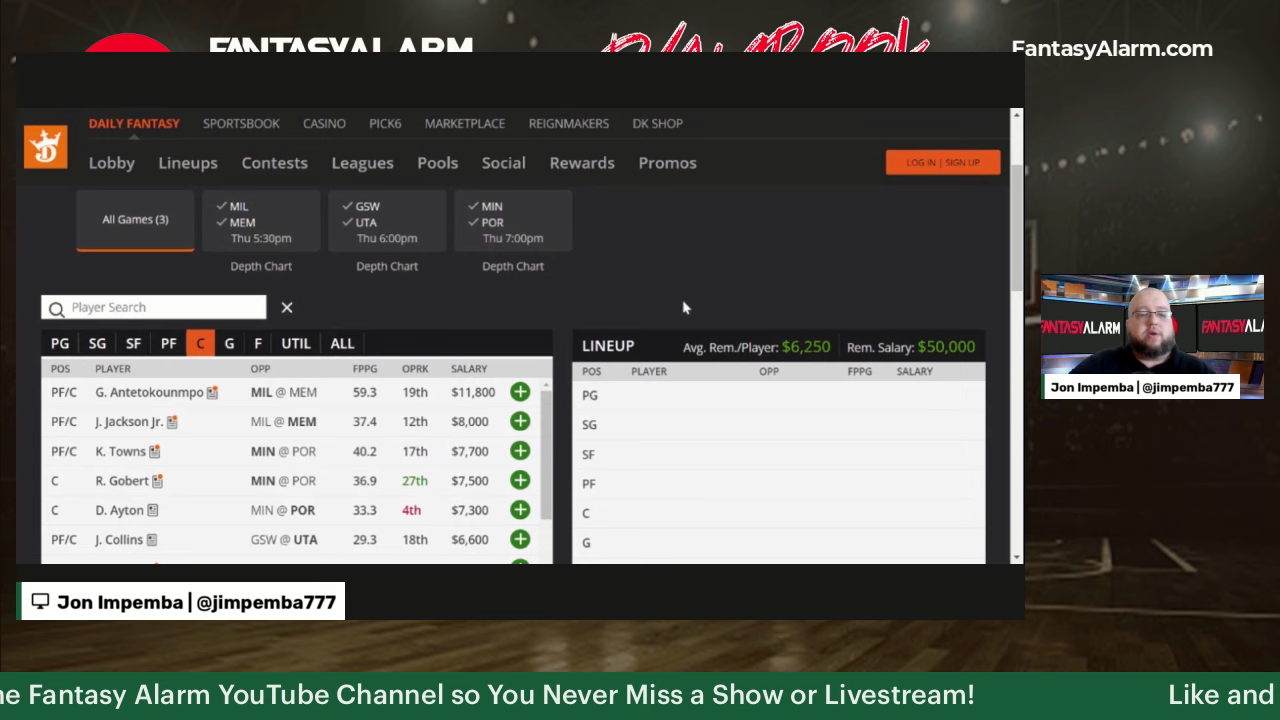 FANTASYALARM
PLAYBOOK
FantasyAlarm.com
DAILY FANTASY SPORTSBOOK CASINO PICK6 MARKETPLACE REIGNMAKERS DK SHOP
Lobby Lineups Contests Leagues Pools Social Rewards Promos
LOG IN | SIGN UP
All Games (3)
MIL
MEM
Thu 5:30pm
GSW
UTA
Thu 6:00pm
MIN
POR
Thu 7:00pm
Depth Chart Depth Chart Depth Chart
Player Search
PG SG SF PF C G F UTIL ALL
POS PLAYER OPP FPPG OPRK SALARY
PF/C G. Antetokounmpo MIL @ MEM 59.3 19th $11,800
PF/C J. Jackson Jr. MIL @ MEM 37.4 12th $8,000
PF/C K. Towns MIN @ POR 40.2 17th $7,700
C R. Gobert MIN @ POR 36.9 27th $7,500
C D. Ayton MIN @ POR 33.3 4th $7,300
PF/C J. Collins GSW @ UTA 29.3 18th $6,600
LINEUP Avg. Rem./Player: $6,250 Rem. Salary: $50,000
POS PLAYER OPP FPPG SALARY
PG
SG
SF
PF
C
G
FANTASYALARM
FANTASYALA
Jon Impemba | @jimpemba777
Jon Impemba | @jimpemba777
he Fantasy Alarm YouTube Channel so You Never Miss a Show or Livestream! Like and